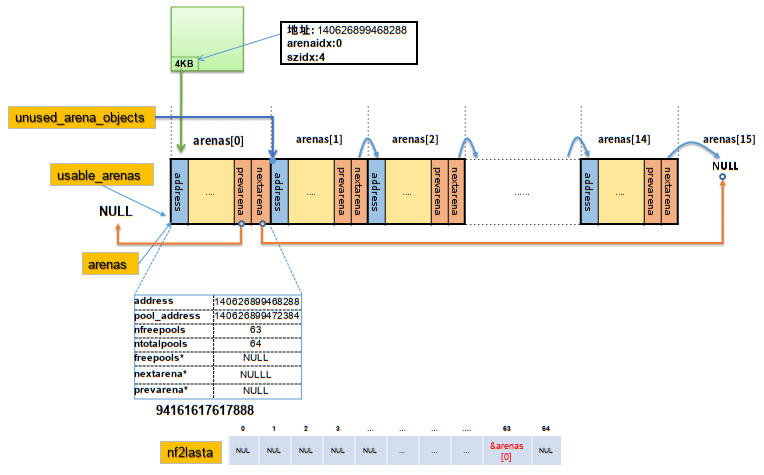 地址: 140626899468288
arenaidx:0
szidx:4
4KB
unused_arena_objects
arenas[0]
arenas[1]
arenas[2]
arenas[14]
arenas[15]
usable_arenas
NULL
arenas
address
....
prevarena
nextarena
address
....
prevarena
nextarena
address
....
prevarena
nextarena
......
address
....
prevarena
nextarena
NULL
address 140626899468288
pool_address 140626899472384
nfreepools 63
ntotalpools 64
freepools* NULL
nextarena* NULLL
prevarena* NULL
94161617617888
0 1 2 3 ... ... ... .... 63 64
nf2lasta
NUL NUL NUL NUL NUL ... ... ... &arenas [0] NUL